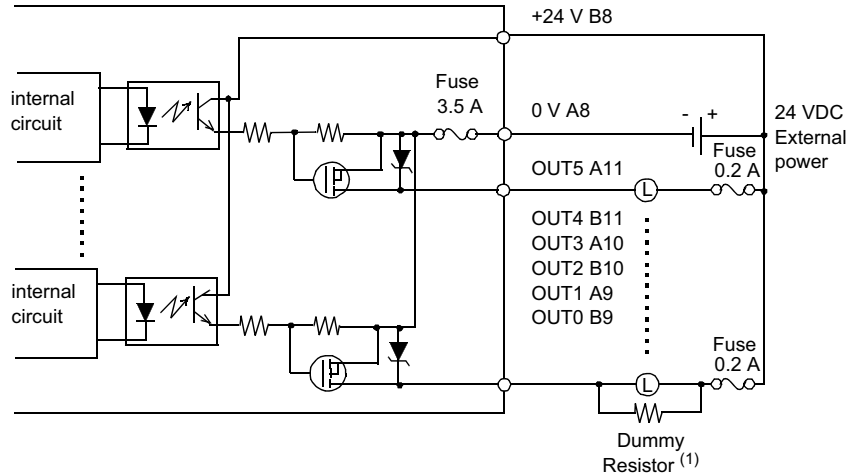 +24 V B8
internal
circuit
Fuse
3.5 A
0 V A8
- +
24 VDC
External
power
Fuse
0.2 A
OUT5 A11
L
OUT4 B11
OUT3 A10
OUT2 B10
OUT1 A9
OUT0 B9
internal
circuit
Fuse
0.2 A
L
Dummy
Resistor (1)